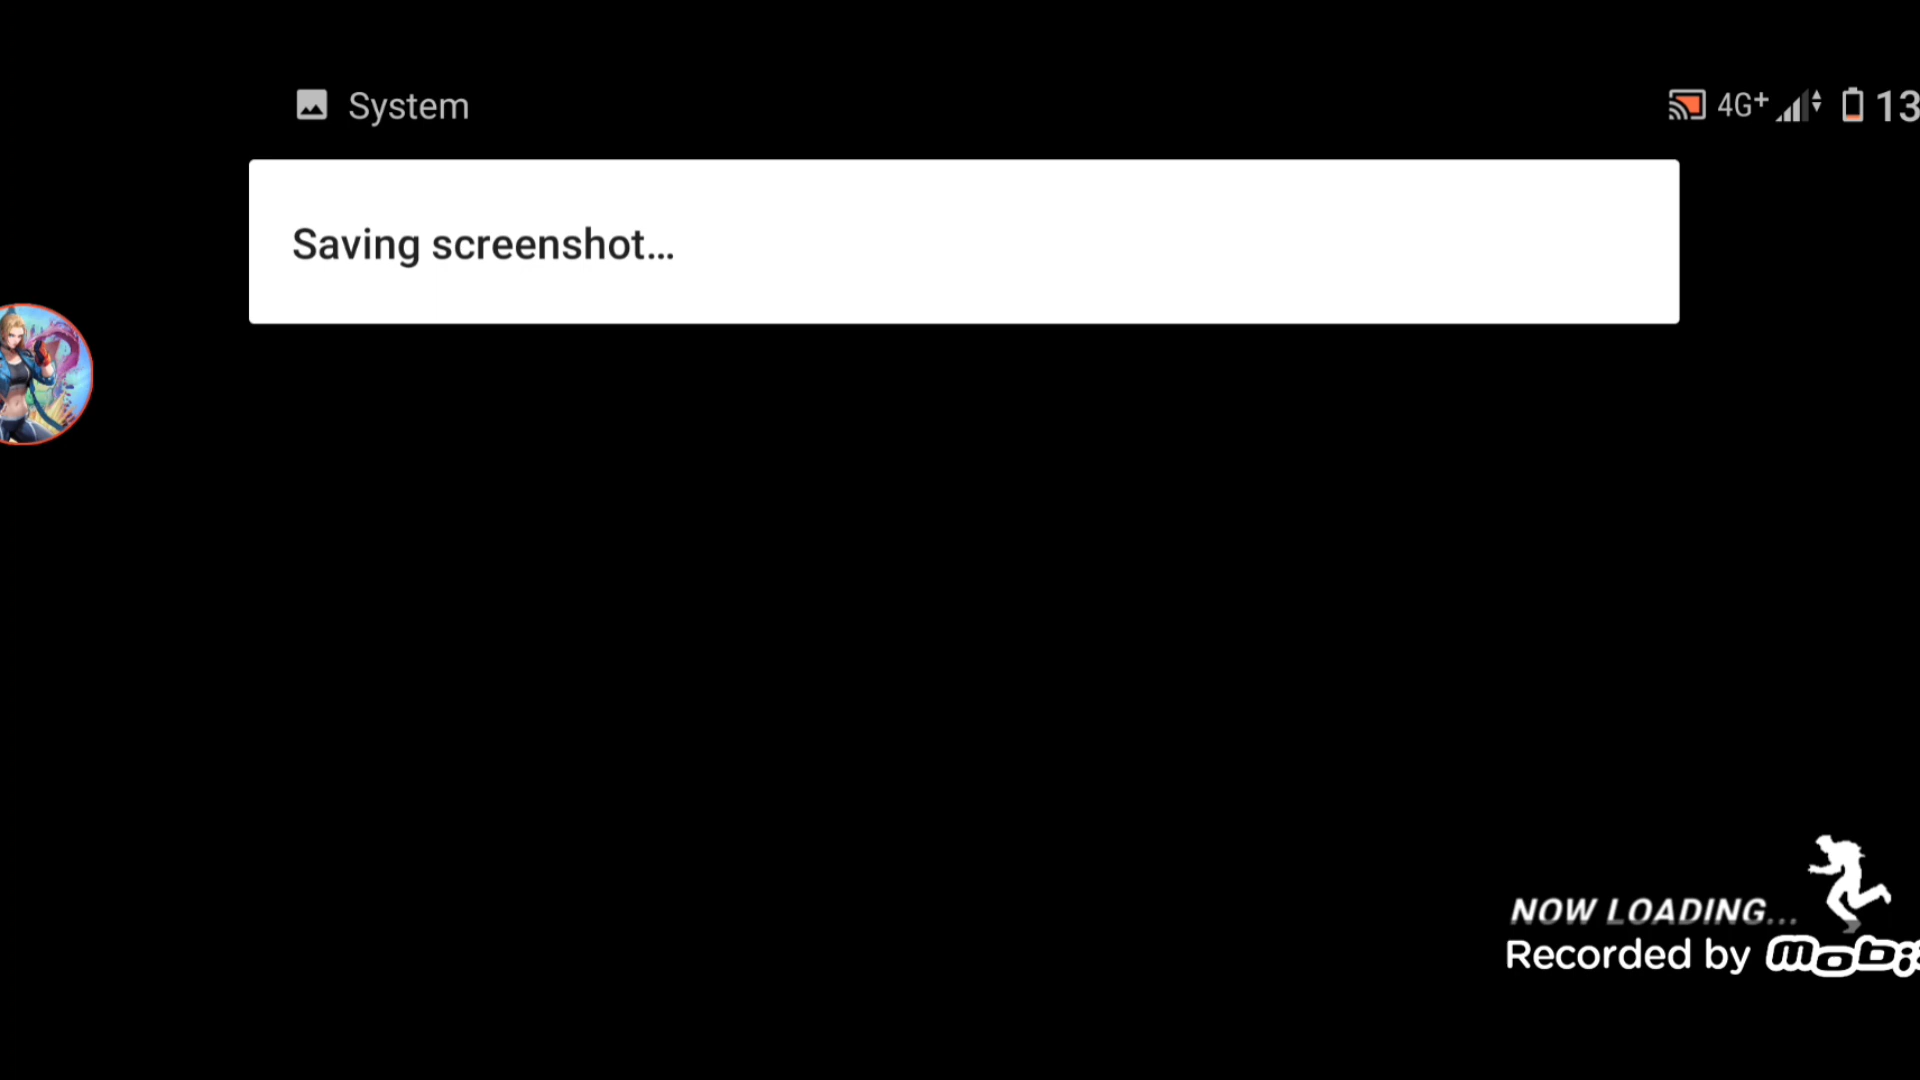 System
4G+ 13
Saving screenshot...
NOW LOADING...
Recorded by